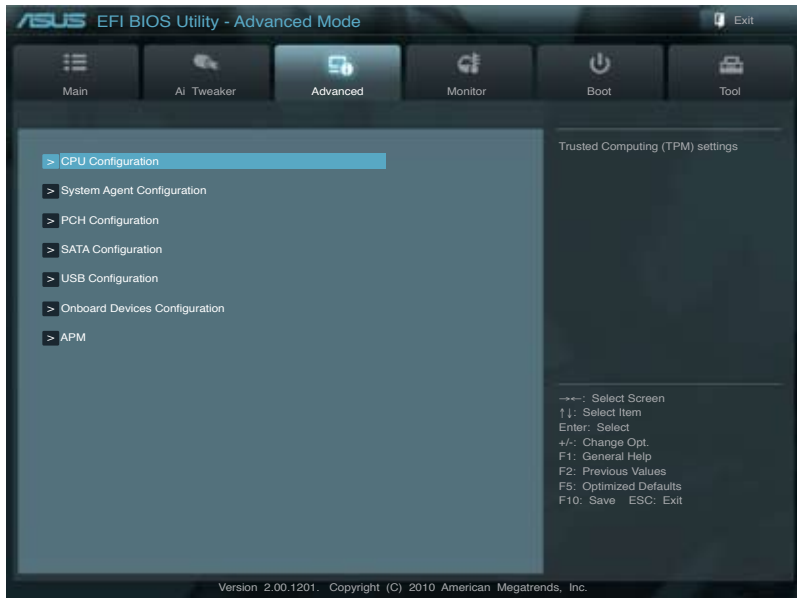 ASUS EFI BIOS Utility - Advanced Mode
Exit
Main
Ai Tweaker
Advanced
Monitor
Boot
Tool
> CPU Configuration
> System Agent Configuration
> PCH Configuration
> SATA Configuration
> USB Configuration
> Onboard Devices Configuration
> APM
Trusted Computing (TPM) settings
→←: Select Screen
↑↓: Select Item
Enter: Select
+/-: Change Opt.
F1: General Help
F2: Previous Values
F5: Optimized Defaults
F10: Save ESC: Exit
Version 2.00.1201. Copyright (C) 2010 American Megatrends, Inc.